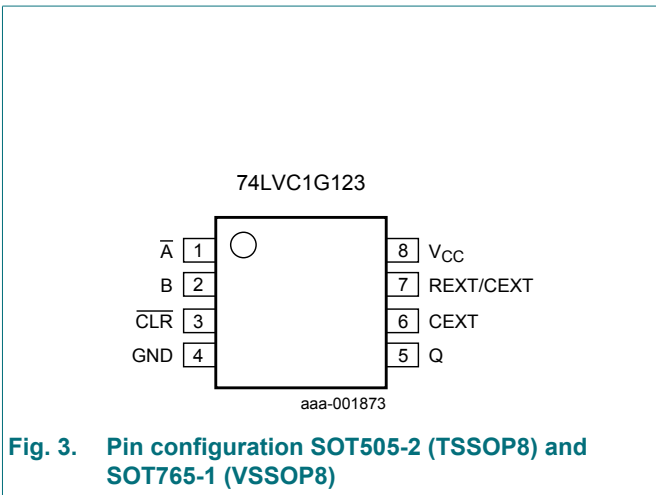 74LVC1G123
A 1 8 VCC
B 2 7 REXT/CEXT
CLR 3 6 CEXT
GND 4 5 Q
aaa-001873
Fig. 3. Pin configuration SOT505-2 (TSSOP8) and
SOT765-1 (VSSOP8)